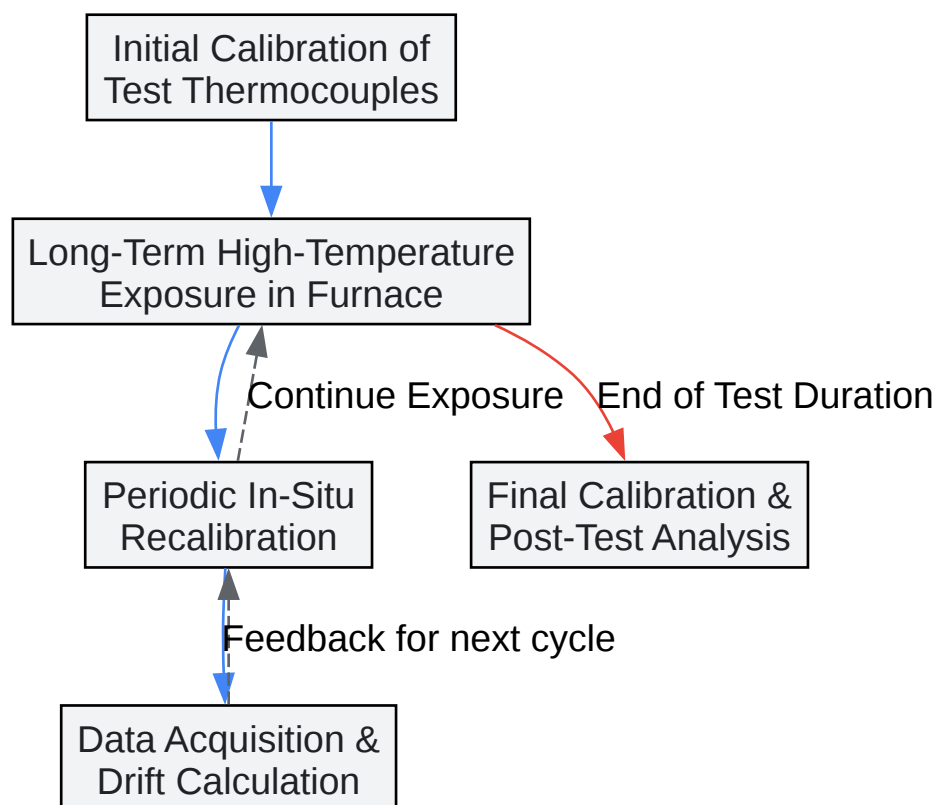 Initial Calibration of
Test Thermocouples
Long-Term High-Temperature
Exposure in Furnace
Continue Exposure
End of Test Duration
Periodic In-Situ
Recalibration
Final Calibration &
Post-Test Analysis
Feedback for next cycle
Data Acquisition &
Drift Calculation